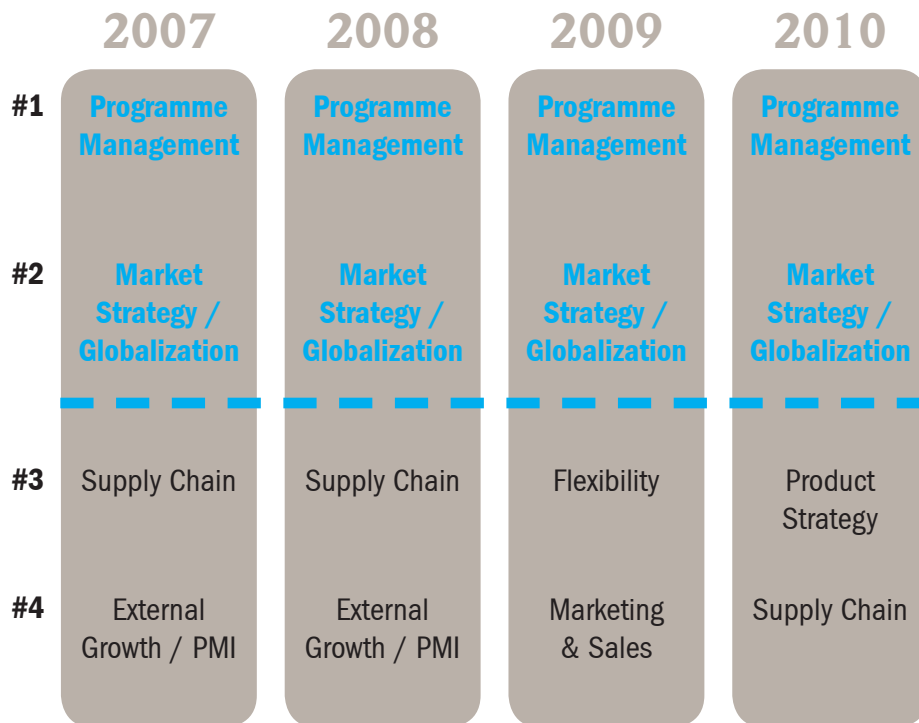 2007 2008 2009 2010
#1 Programme Programme Programme Programme
Management Management Management Management
#2 Market Market Market Market
Strategy / Strategy / Strategy / Strategy /
Globalization Globalization Globalization Globalization
#3 Supply Chain Supply Chain Flexibility Product
Strategy
#4 External External Marketing Supply Chain
Growth / PMI Growth / PMI & Sales